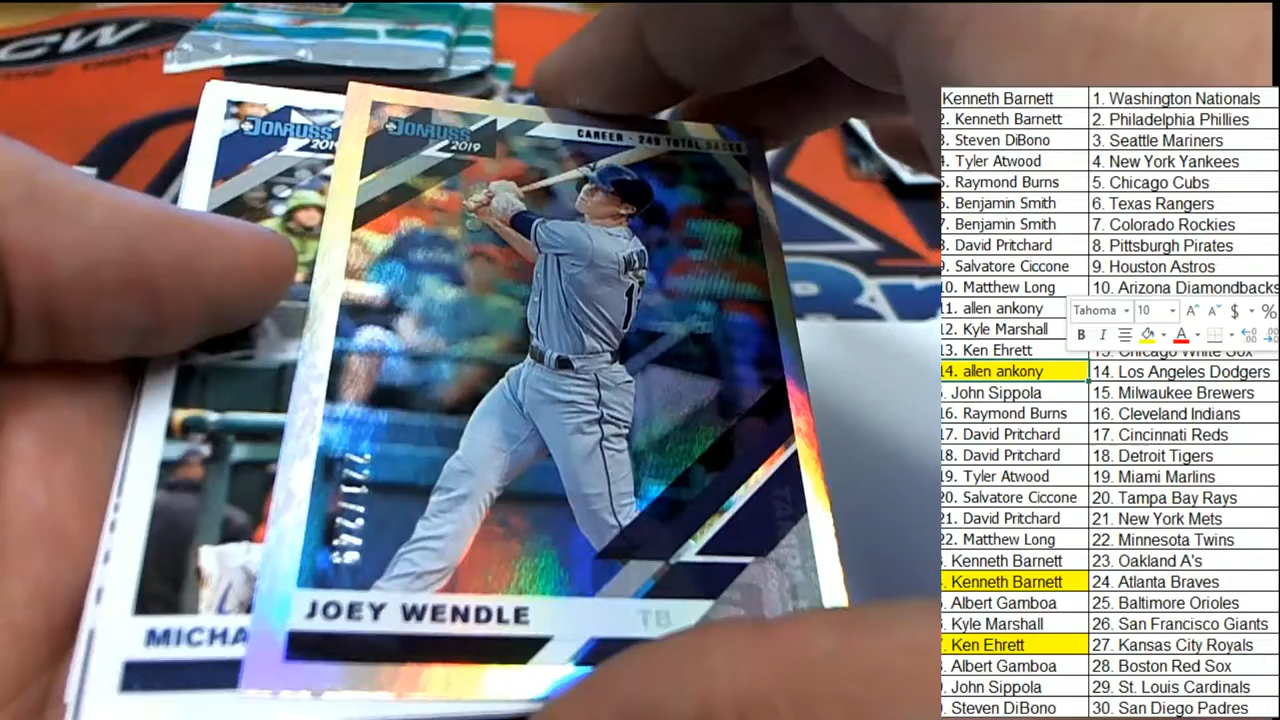 CW
DONRUSS
2019
DONRUSS
2019
CAREER · 249 TOTAL BASES
221/249
JOEY WENDLE
TB
MICHA
Kenneth Barnett 1. Washington Nationals
2. Kenneth Barnett 2. Philadelphia Phillies
3. Steven DiBono 3. Seattle Mariners
4. Tyler Atwood 4. New York Yankees
5. Raymond Burns 5. Chicago Cubs
6. Benjamin Smith 6. Texas Rangers
7. Benjamin Smith 7. Colorado Rockies
8. David Pritchard 8. Pittsburgh Pirates
9. Salvatore Ciccone 9. Houston Astros
10. Matthew Long 10. Arizona Diamondbacks
11. allen ankony
Tahoma 10 A A $ %
12. Kyle Marshall
B I A
13. Ken Ehrett 13. Chicago White Sox
14. allen ankony 14. Los Angeles Dodgers
. John Sippola 15. Milwaukee Brewers
16. Raymond Burns 16. Cleveland Indians
17. David Pritchard 17. Cincinnati Reds
18. David Pritchard 18. Detroit Tigers
19. Tyler Atwood 19. Miami Marlins
20. Salvatore Ciccone 20. Tampa Bay Rays
21. David Pritchard 21. New York Mets
22. Matthew Long 22. Minnesota Twins
. Kenneth Barnett 23. Oakland A's
. Kenneth Barnett 24. Atlanta Braves
. Albert Gamboa 25. Baltimore Orioles
. Kyle Marshall 26. San Francisco Giants
. Ken Ehrett 27. Kansas City Royals
. Albert Gamboa 28. Boston Red Sox
. John Sippola 29. St. Louis Cardinals
. Steven DiBono 30. San Diego Padres